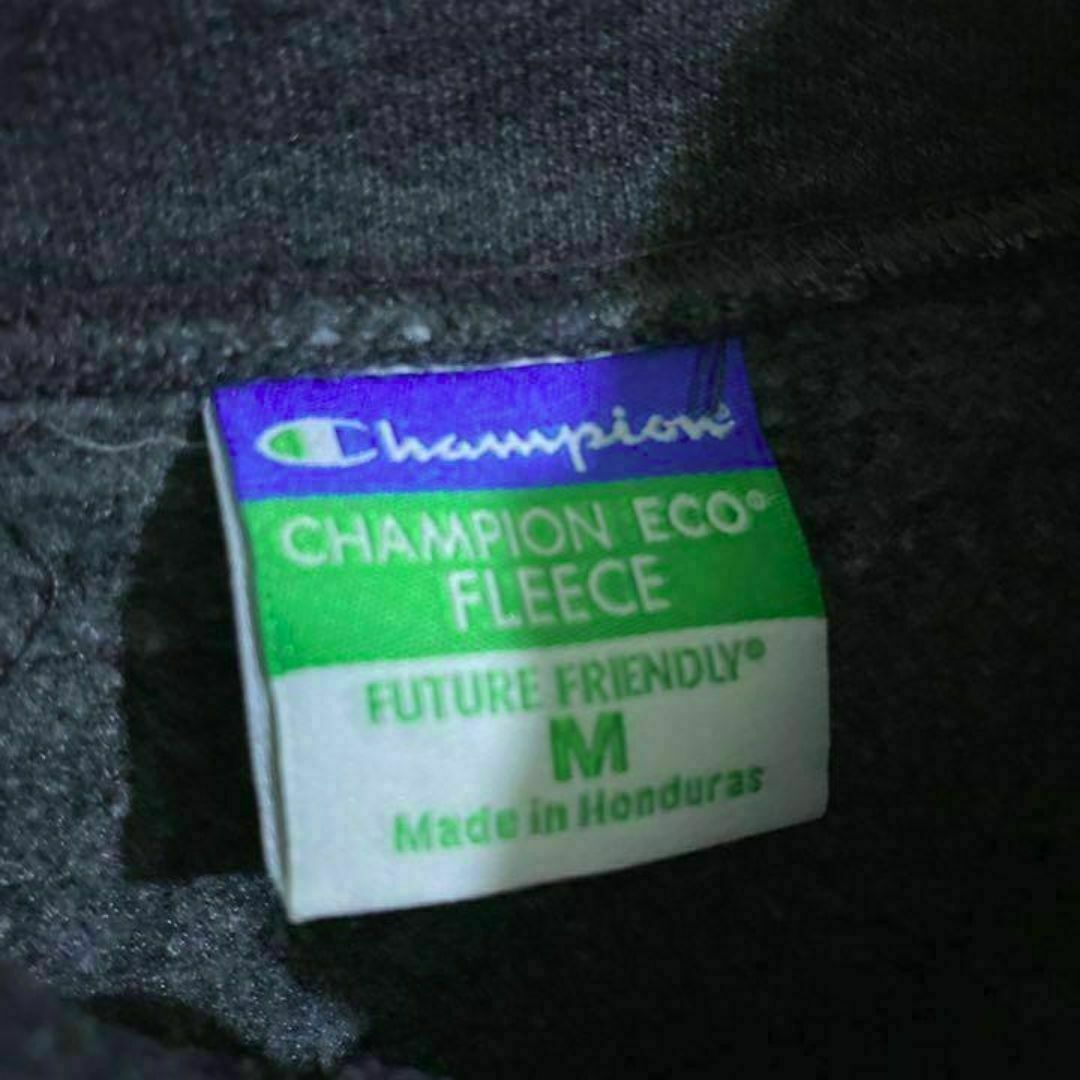 Champion®
CHAMPION ECO®
FLEECE
FUTURE FRIENDLY®
M
Made in Honduras